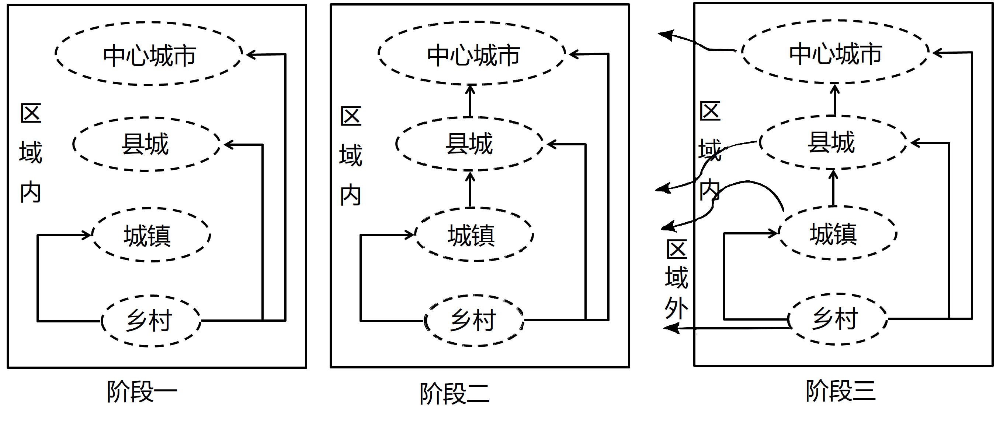 中心城市
县城
城镇
乡村
区域内
阶段一
中心城市
县城
城镇
乡村
区域内
阶段二
中心城市
县城
城镇
乡村
区域内
区域外
阶段三